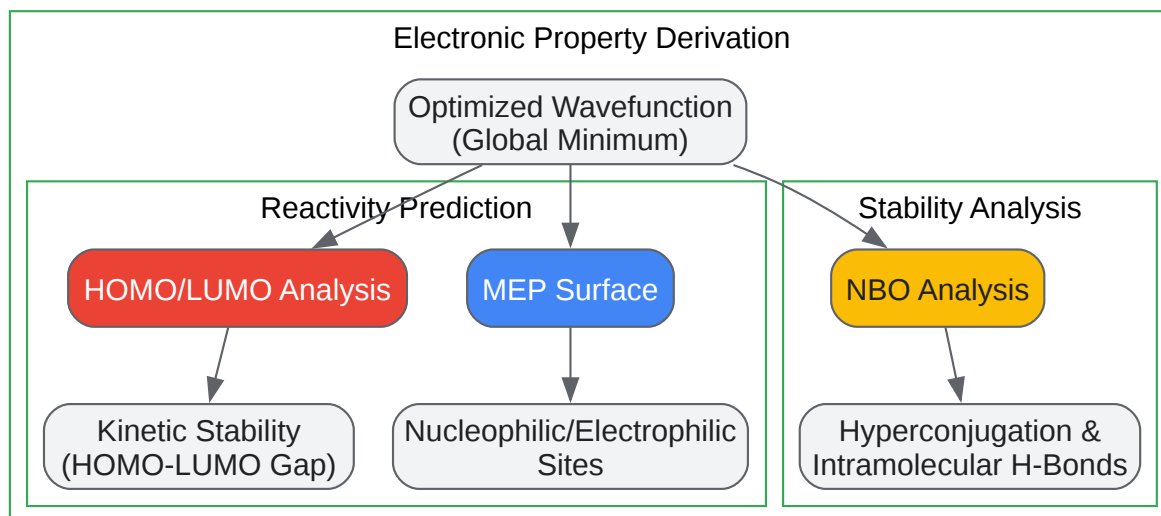 Electronic Property Derivation
Optimized Wavefunction
(Global Minimum)
Reactivity Prediction
Stability Analysis
HOMO/LUMO Analysis
MEP Surface
NBO Analysis
Kinetic Stability
(HOMO-LUMO Gap)
Nucleophilic/Electrophilic
Sites
Hyperconjugation &
Intramolecular H-Bonds